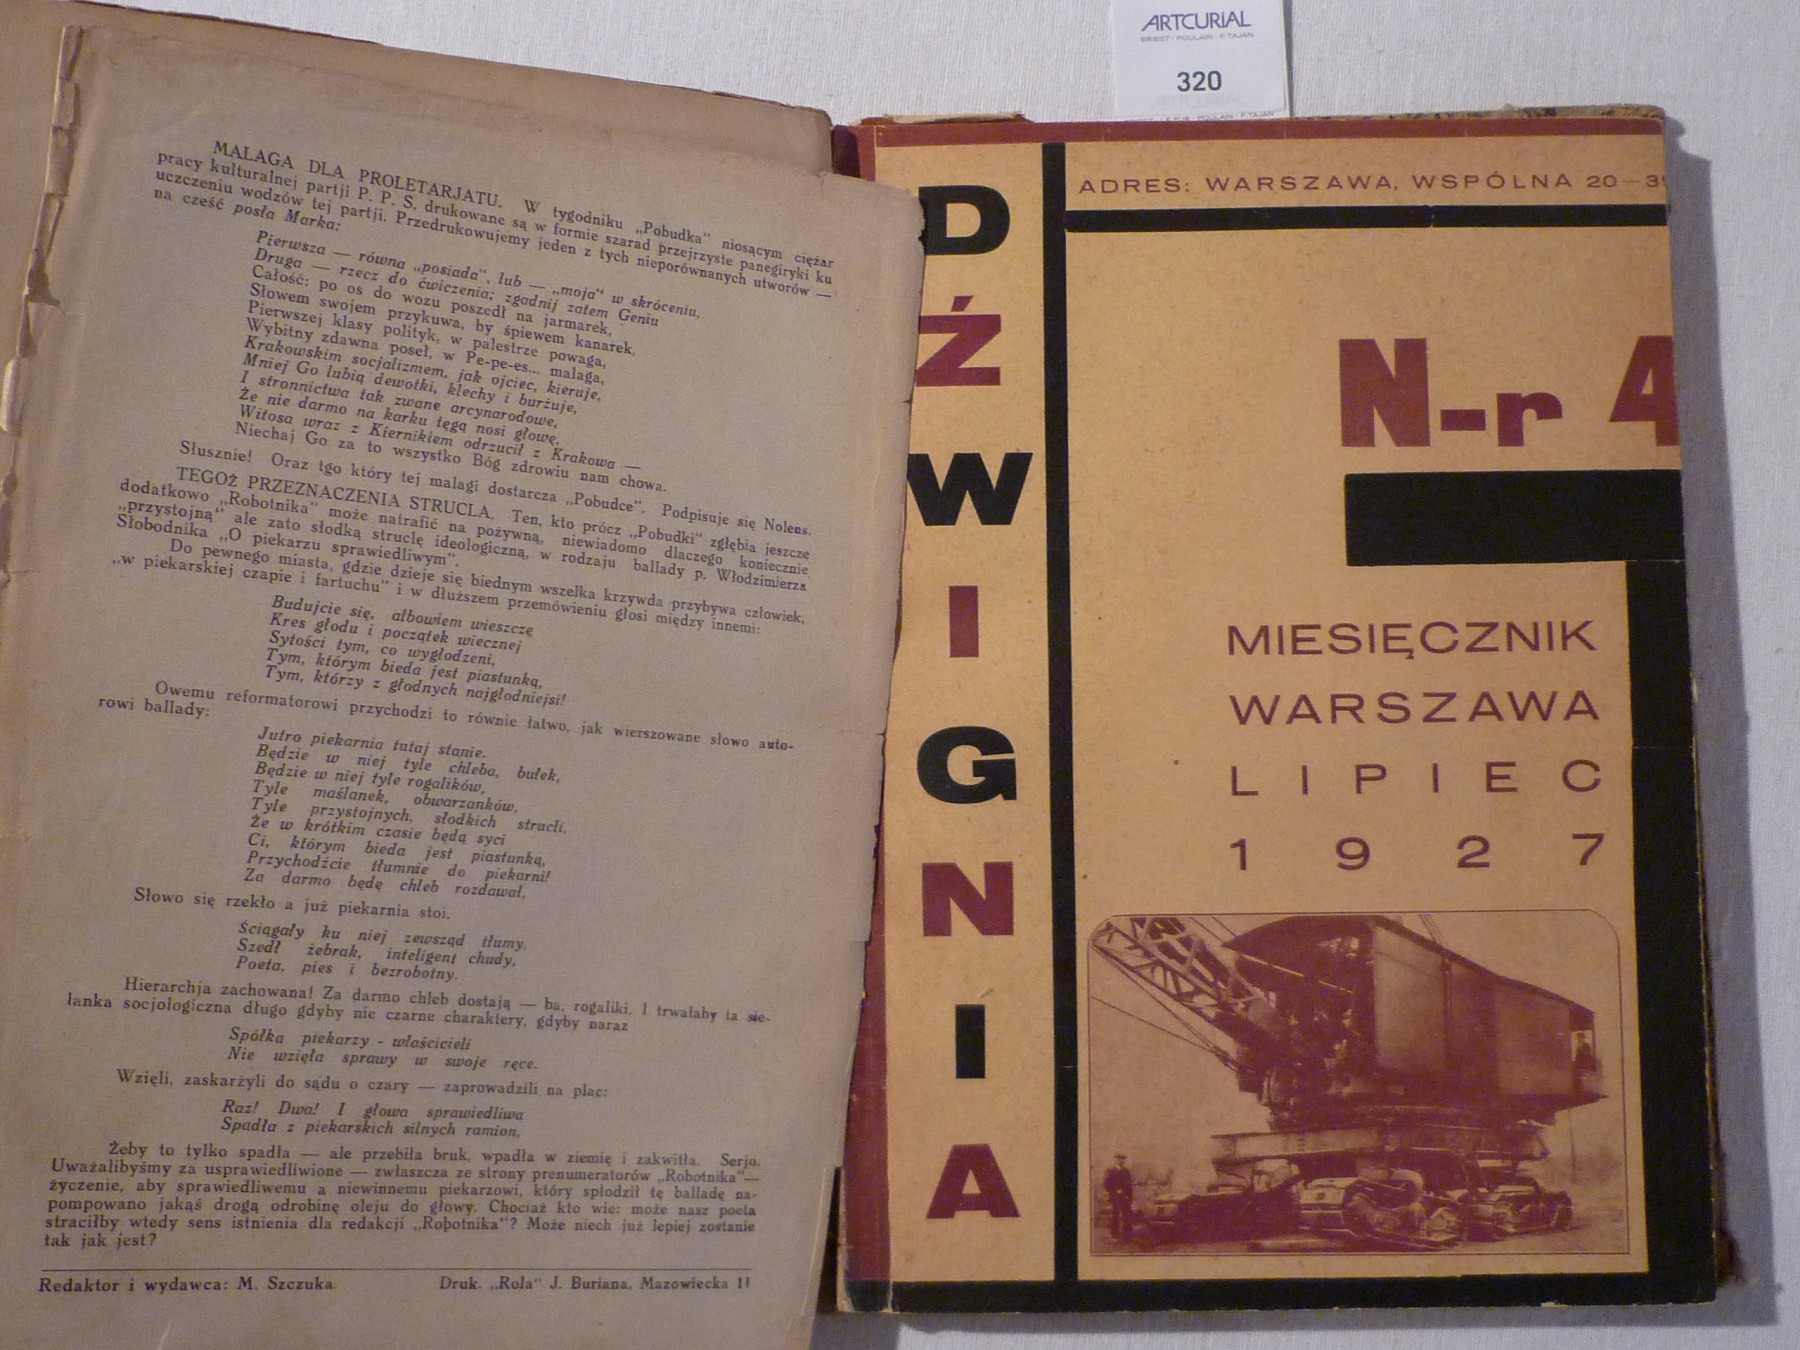 MALAGA DLA PROLETARJATU. W tygodniku „Pobudka" niosącym ciężar
pracy kulturalnej partji P. P. S. drukowane są w formie szarad przejrzyste panegiryki ku
uczczeniu wodzów tej partji. Przedrukowujemy jeden z tych nieporównanych utworów —
na cześć posła Marka:
Pierwsza — równa „posiada", lub — „moja" w skróceniu,
Druga — rzecz do ćwiczenia; zgadnij zatem Geniu
Całość; po os do wozu poszedł na jarmarek,
Słowem swojem przykuwa, by śpiewem kanarek,
Pierwszej klasy polityk, w palestrze powaga,
Wybitny zdawna poseł, w Pe-pe-es... malaga,
Krakowskim socjalizmem, jak ojciec, kieruje,
Mniej Go lubią dewotki, klechy i burżuje,
I stronnictwa tak zwane arcynarodowe,
Że nie darmo na karku tęgą nosi głowę,
Witosa wraz z Kiernikiem odrzucił z Krakowa —
Niechaj Go za to wszystko Bóg zdrowiu nam chowa.
Słusznie! Oraz tgo który tej malagi dostarcza „Pobudce". Podpisuje się Nolens.
TEGOŻ PRZEZNACZENIA STRUCLA. Ten, kto prócz „Pobudki" zgłębia jeszcze
dodatkowo „Robotnika" może natrafić na pożywną, niewiadomo dlaczego koniecznie
„przystojną" ale zato słodką struclę ideologiczną, w rodzaju ballady p. Włodzimierza
Słobodnika „O piekarzu sprawiedliwym".
Do pewnego miasta, gdzie dzieje się biednym wszelka krzywda przybywa człowiek,
„w piekarskiej czapie i fartuchu" i w dłuższem przemówieniu głosi między innemi:
Budujcie się, albowiem wieszczę
Kres głodu i początek wiecznej
Sytości tym, co wygłodzeni,
Tym, którym bieda jest piastunką,
Tym, którzy z głodnych najgłodniejsi!
Owemu reformatorowi przychodzi to równie łatwo, jak wierszowane słowo auto-
rowi ballady:
Jutro piekarnia tutaj stanie.
Będzie w niej tyle chleba, bułek,
Będzie w niej tyle rogalików,
Tyle maślanek, obwarzanków,
Tyle przystojnych, słodkich strucli,
Że w krótkim czasie będą syci
Ci, którym bieda jest piastunką,
Przychodźcie tłumnie do piekarni!
Za darmo będę chleb rozdawał,
Słowo się rzekło a już piekarnia stoi.
Ściągały ku niej zewsząd tłumy.
Szedł żebrak, inteligent chudy,
Poeta, pies i bezrobotny.
Hierarchja zachowana! Za darmo chleb dostają — ba, rogaliki. I trwałaby ta sie-
lanka socjologiczna długo gdyby nie czarne charaktery, gdyby naraz
Spółka piekarzy - właścicieli
Nie wzięła sprawy w swoje ręce.
Wzięli, zaskarżyli do sądu o czary — zaprowadzili na plac:
Raz! Dwa! I głowa sprawiedliwa
Spadła z piekarskich silnych ramion,
Żeby to tylko spadła — ale przebiła bruk, wpadła w ziemię i zakwitła. Serjo.
Uważalibyśmy za usprawiedliwione — zwłaszcza ze strony prenumeratorów „Robotnika"—
życzenie, aby sprawiedliwemu a niewinnemu piekarzowi, który spłodził tę balladę na-
pompowano jakąś drogą odrobinę oleju do głowy. Chociaż kto wie: może nasz poeta
straciłby wtedy sens istnienia dla redakcji „Robotnika"? Może niech już lepiej zostanie
tak jak jest?
Redaktor i wydawca: M. Szczuka. Druk. „Rola" J. Buriana, Mazowiecka 11
ARTCURIAL
BRIEST - POULAIN - F. TAJAN
320
DŹWIGNIA
ADRES: WARSZAWA, WSPÓLNA 20—39
N-r 4
MIESIĘCZNIK
WARSZAWA
LIPIEC
1927